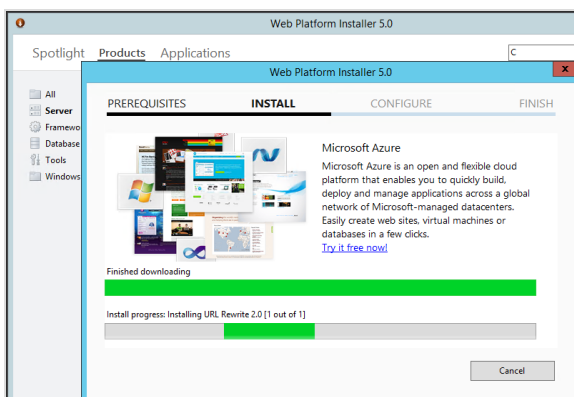 Web Platform Installer 5.0
Spotlight Products Applications
C
Web Platform Installer 5.0
x
All
Server
Framewo
Database
Tools
Windows
PREREQUISITES INSTALL CONFIGURE FINISH
Microsoft Azure
Microsoft Azure is an open and flexible cloud
platform that enables you to quickly build,
deploy and manage applications across a global
network of Microsoft-managed datacenters.
Easily create web sites, virtual machines or
databases in a few clicks.
Try it free now!
Finished downloading
Install progress: Installing URL Rewrite 2.0 [1 out of 1]
Cancel